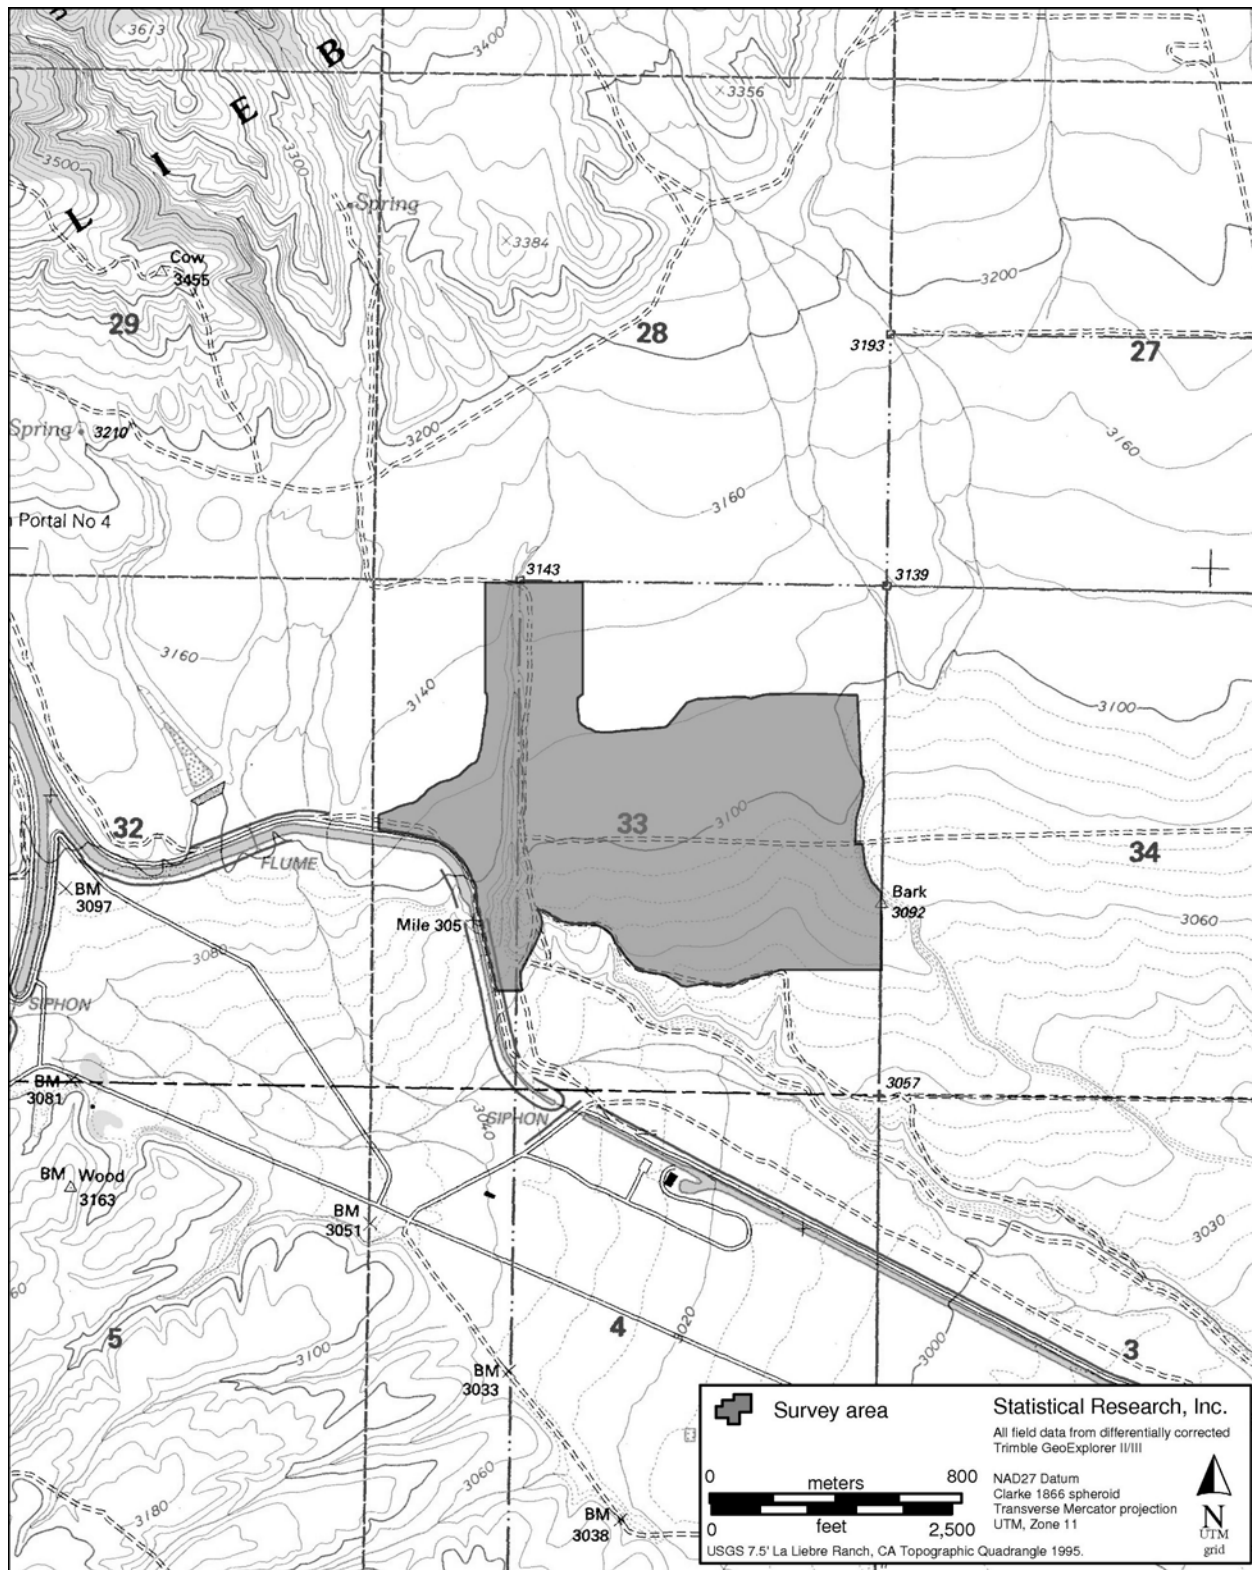 3613
3400
B
3356
E
3500
I
3300
Spring
L
3384
Cow
3455
3200
29
28
3193
27
3200
Spring
3210
3160
3160
Portal No 4
3143
3139
3160
3140
3100
32
33
3100
34
FLUME
BM
3097
Bark
3092
Mile 305
3060
3080
SIPHON
BM
3081
3057
3040
SIPHON
BM Wood
3163
BM
3051
3030
60
5
4
3020
3000
3
3100
BM
3033
3060
3180
BM
3038
Survey area
Statistical Research, Inc.
All field data from differentially corrected
Trimble GeoExplorer II/III
0 meters 800
NAD27 Datum
Clarke 1866 spheroid
Transverse Mercator projection
UTM, Zone 11
0 feet 2,500
N
UTM
grid
USGS 7.5' La Liebre Ranch, CA Topographic Quadrangle 1995.